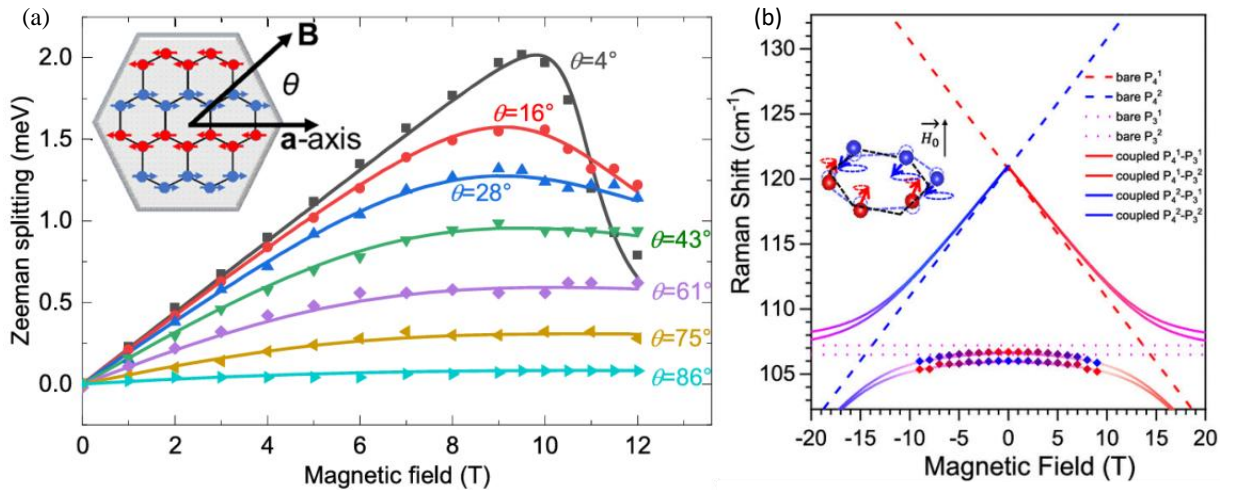 (a)
Zeeman splitting (meV)
2.0
1.5
1.0
0.5
0.0
0
2
4
6
8
10
12
Magnetic field (T)
B
θ
a-axis
θ=4°
θ=16°
θ=28°
θ=43°
θ=61°
θ=75°
θ=86°
(b)
Raman Shift (cm⁻¹)
130
125
120
115
110
105
-20
-15
-10
-5
0
5
10
15
20
Magnetic Field (T)
H₀
bare P₄¹
bare P₄²
bare P₃¹
bare P₃²
coupled P₄¹-P₃¹
coupled P₄¹-P₃²
coupled P₄²-P₃¹
coupled P₄²-P₃²